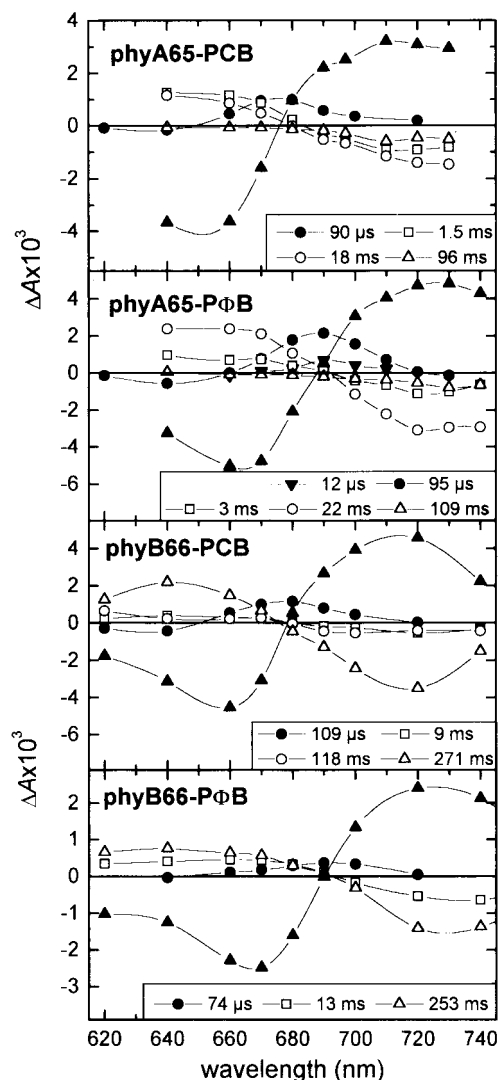 phyA65-PCB
4
2
0
-2
-4
90 µs 1.5 ms
18 ms 96 ms
ΔAx10³
phyA65-PΦB
4
2
0
-2
-4
-6
12 µs 95 µs
3 ms 22 ms 109 ms
phyB66-PCB
4
2
0
-2
-4
-6
109 µs 9 ms
118 ms 271 ms
ΔAx10³
phyB66-PΦB
2
1
0
-1
-2
-3
74 µs 13 ms 253 ms
620 640 660 680 700 720 740
wavelength (nm)